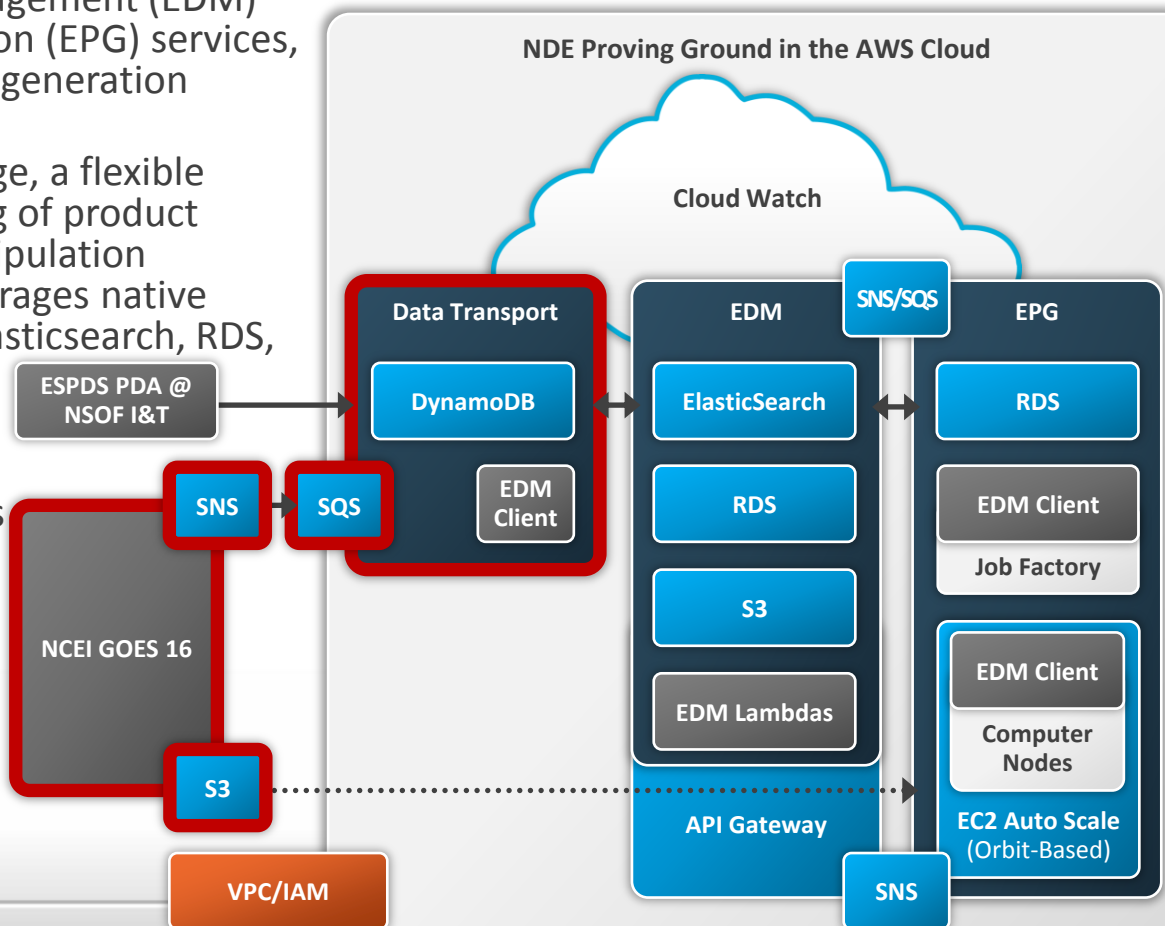 agement (EDM)
on (EPG) services,
generation
ge, a flexible
g of product
ipulation
rages native
asticsearch, RDS,
s
NDE Proving Ground in the AWS Cloud
Cloud Watch
SNS/SQS
Data Transport
DynamoDB
EDM
Client
EDM
ElasticSearch
RDS
S3
EDM Lambdas
API Gateway
EPG
RDS
EDM Client
Job Factory
EDM Client
Computer
Nodes
EC2 Auto Scale
(Orbit-Based)
SNS
ESPDS PDA @
NSOF I&T
SNS
SQS
NCEI GOES 16
S3
VPC/IAM